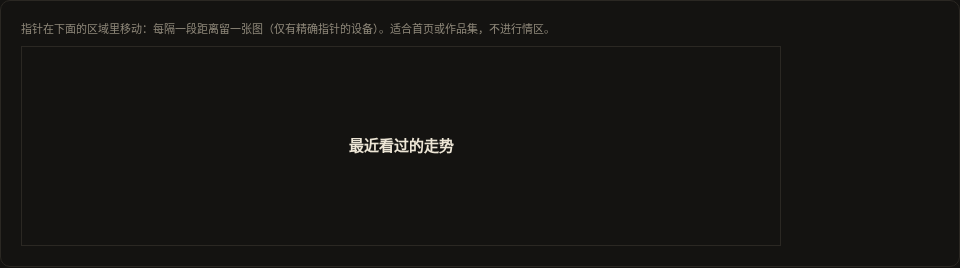 指针在下面的区域里移动：每隔一段距离留一张图（仅有精确指针的设备）。适合首页或作品集，不进行情区。
最近看过的走势